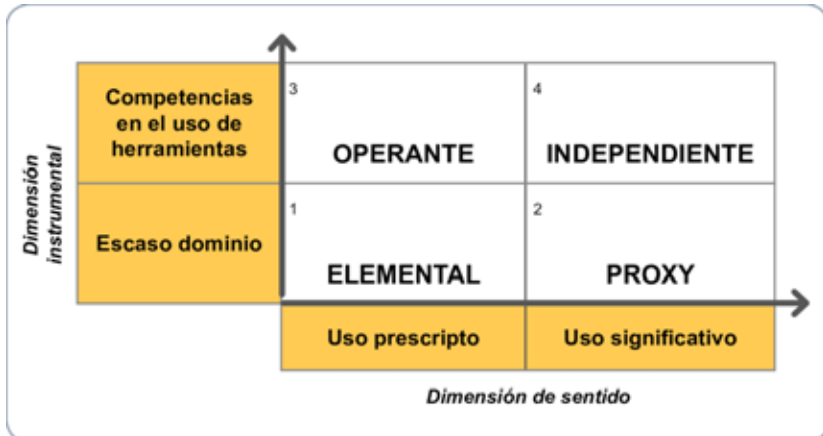 Dimensión
instrumental
Competencias
en el uso de
herramientas
3
OPERANTE
4
INDEPENDIENTE
Escaso dominio
1
ELEMENTAL
2
PROXY
Uso prescripto
Uso significativo
Dimensión de sentido